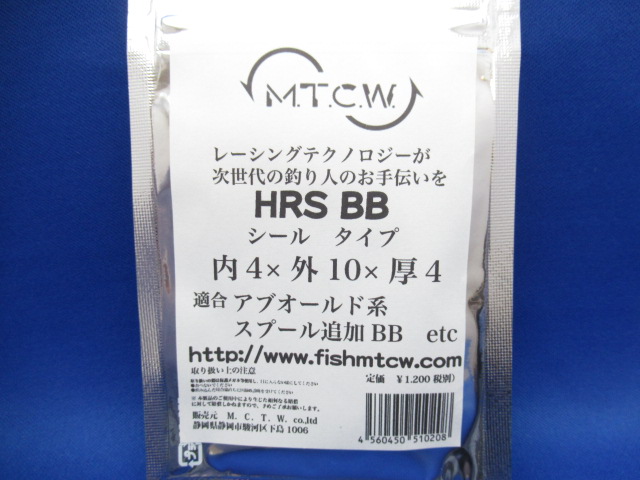 M.T.C.W.
レーシングテクノロジーが
次世代の釣り人のお手伝いを
HRS BB
シール タイプ
内4×外10×厚4
適合 アブオールド系
スプール追加BB etc
http://www.fishmtcw.com
取り扱い上の注意
定価 ¥1,200 税別)
販売元 M. C. T. W. co,ltd
静岡県静岡市駿河区下島 1006
4 560450 510208